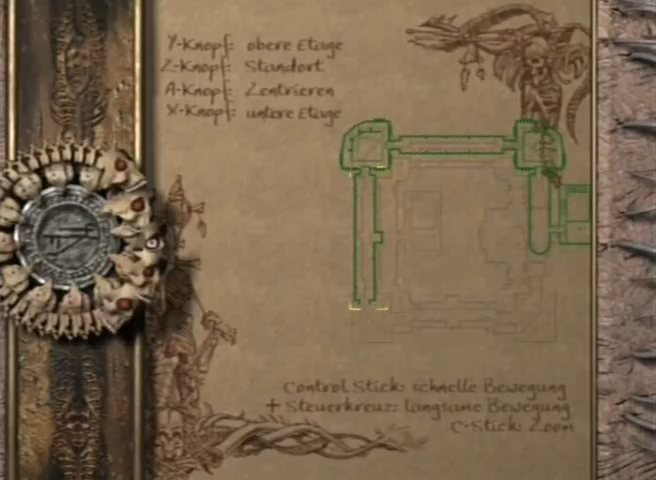 Y-Knopf: obere Etage
Z-Knopf: Standort
A-Knopf: Zentrieren
X-Knopf: untere Etage
Control Stick: schnelle Bewegung
+ Steuerkreuz: langsame Bewegung
C-Stick: Zoom